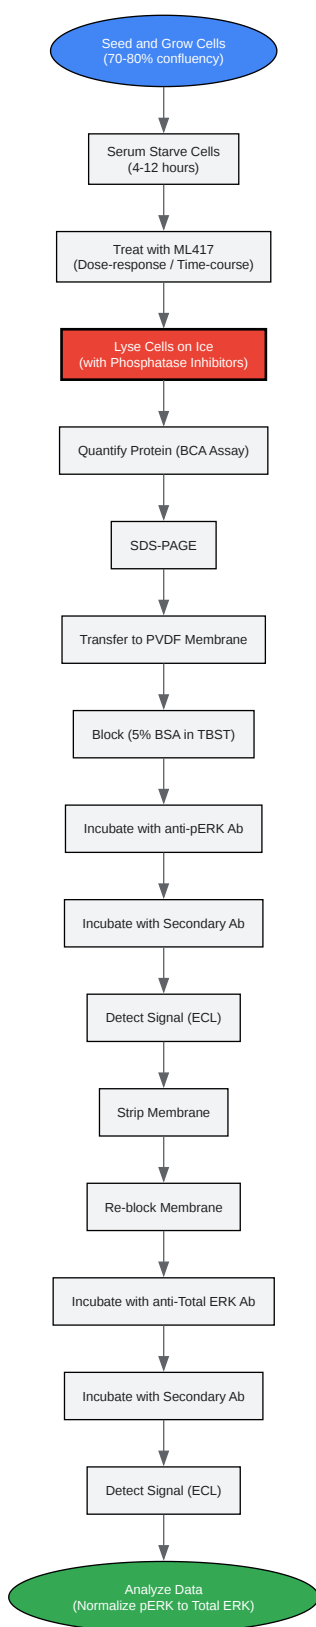 Seed and Grow Cells
(70-80% confluency)
Serum Starve Cells
(4-12 hours)
Treat with ML417
(Dose-response / Time-course)
Lyse Cells on Ice
(with Phosphatase Inhibitors)
Quantify Protein (BCA Assay)
SDS-PAGE
Transfer to PVDF Membrane
Block (5% BSA in TBST)
Incubate with anti-pERK Ab
Incubate with Secondary Ab
Detect Signal (ECL)
Strip Membrane
Re-block Membrane
Incubate with anti-Total ERK Ab
Incubate with Secondary Ab
Detect Signal (ECL)
Analyze Data
(Normalize pERK to Total ERK)